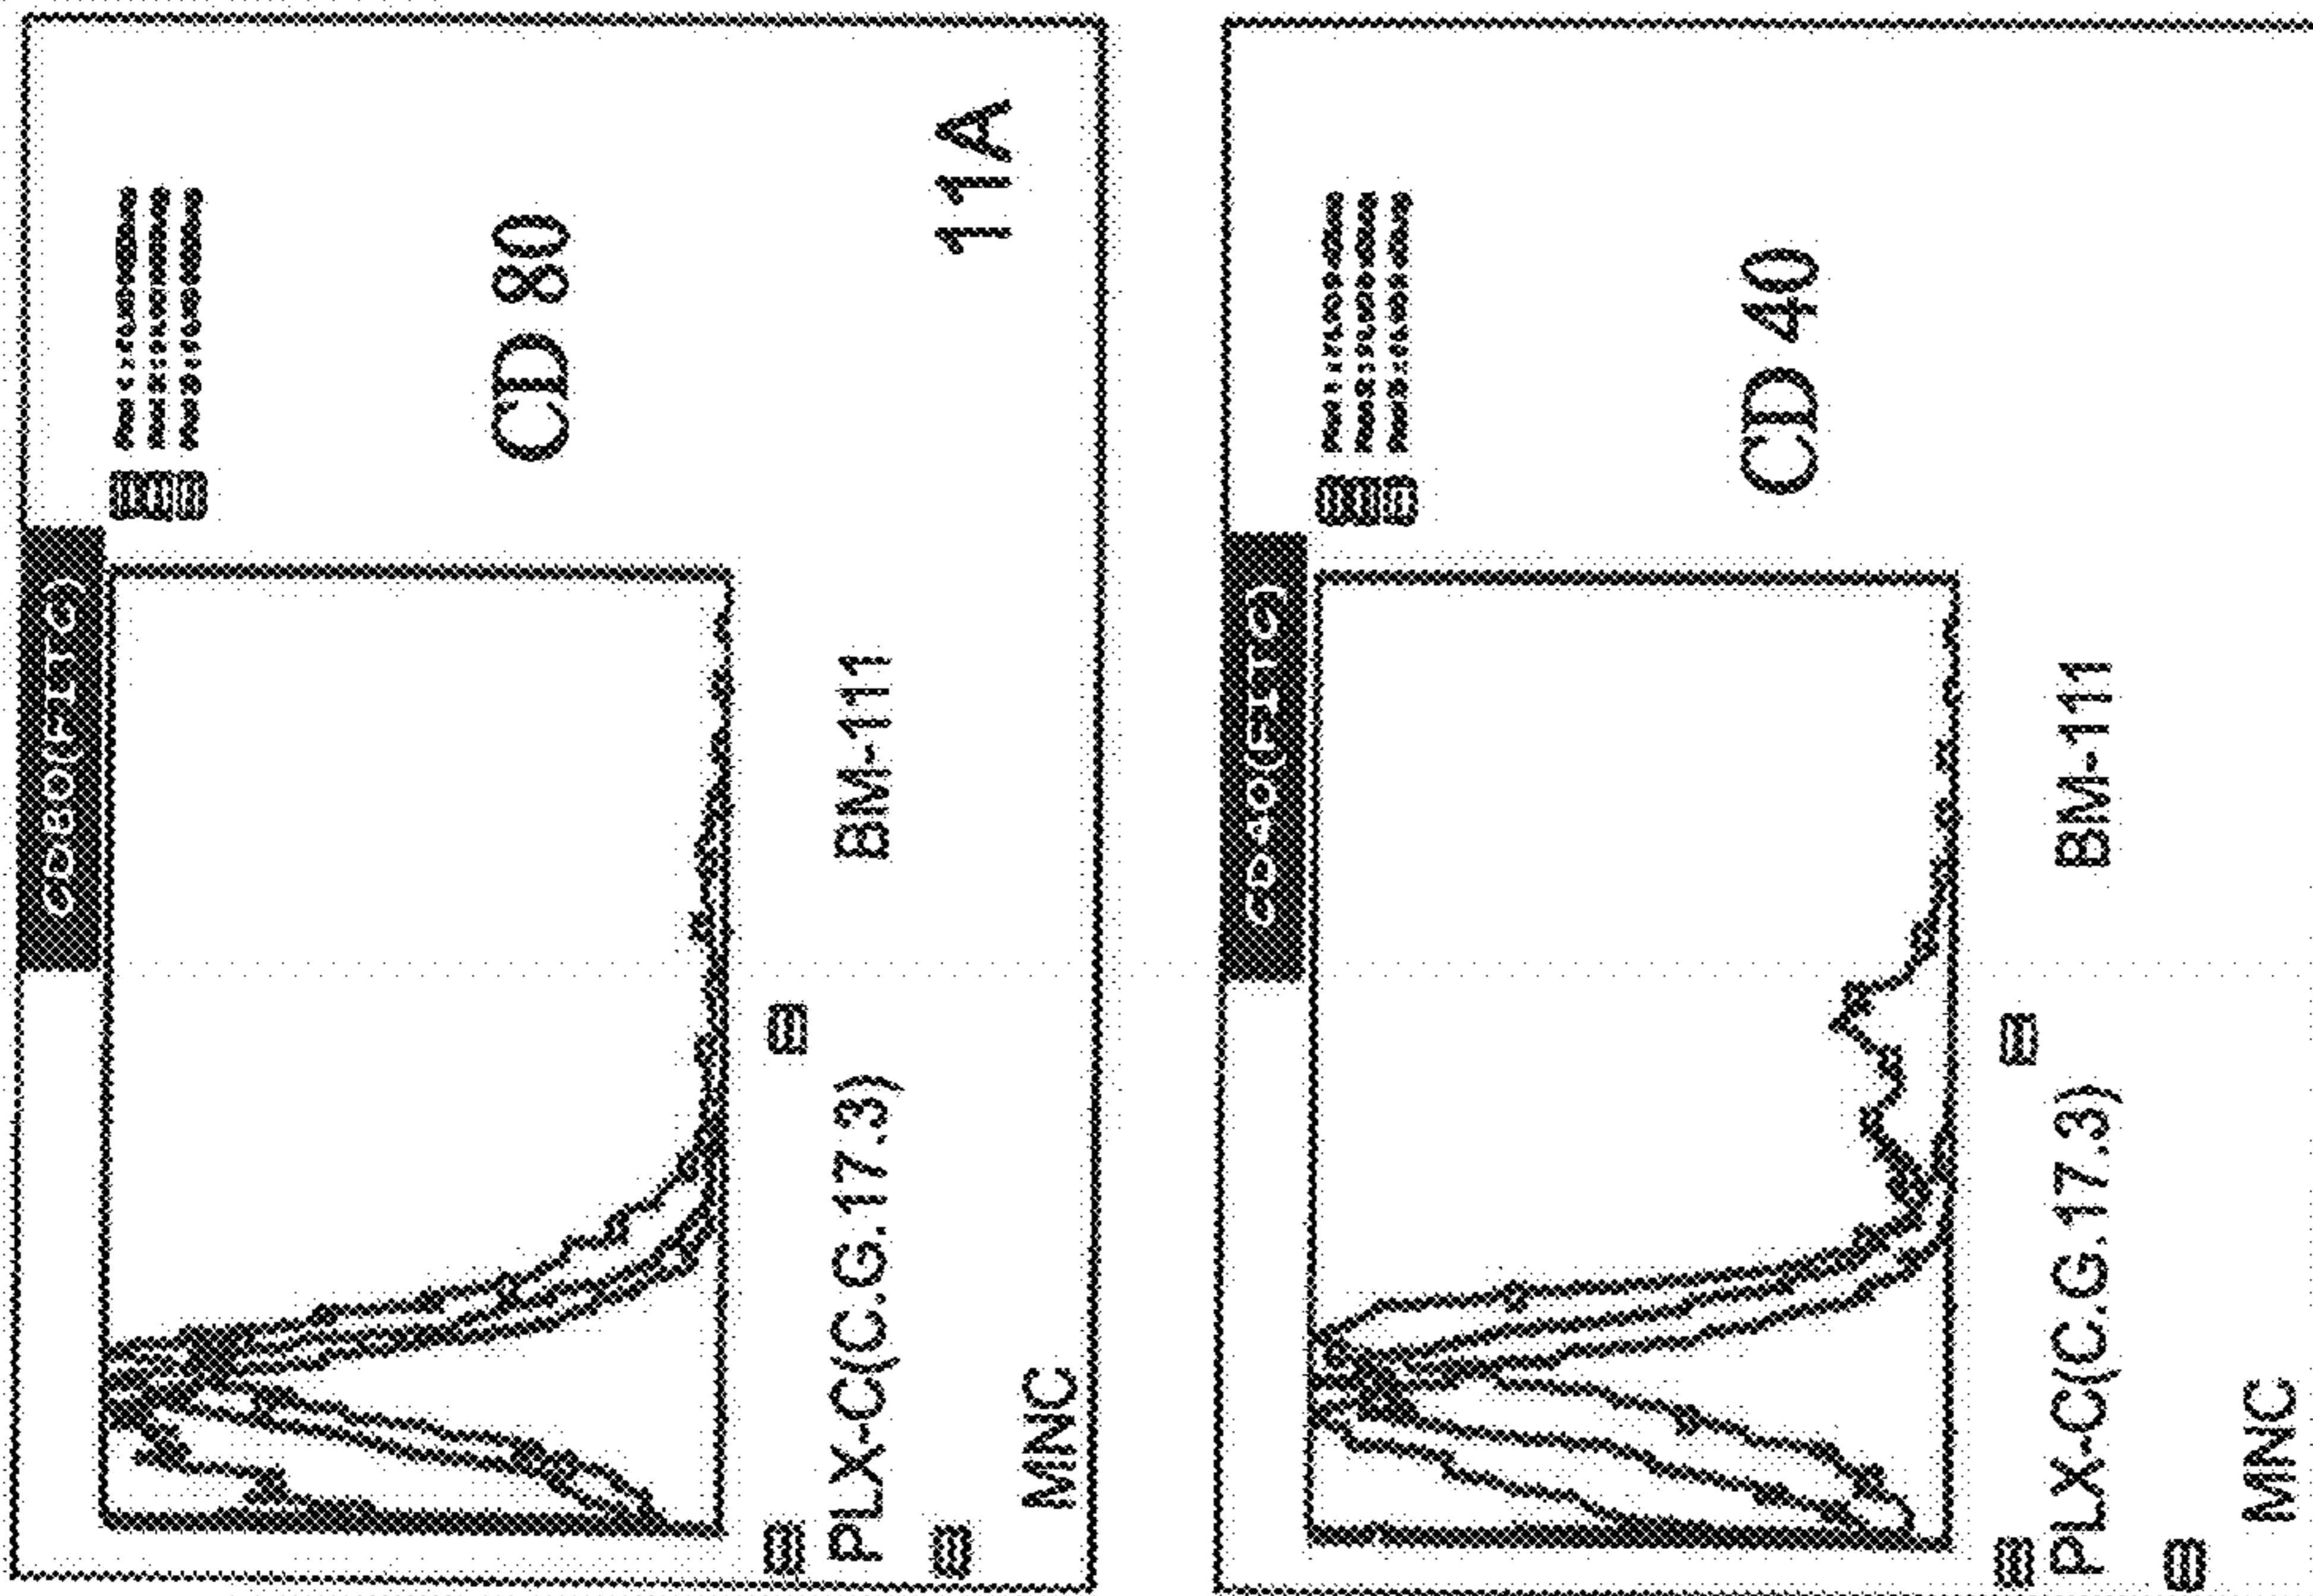 CD80(FITC)
CD 80
PLX-C(C.G.17.3)
BM-111
MNC
11A
CD40(FITC)
CD 40
PLX-C(C.G.17.3)
BM-111
MNC